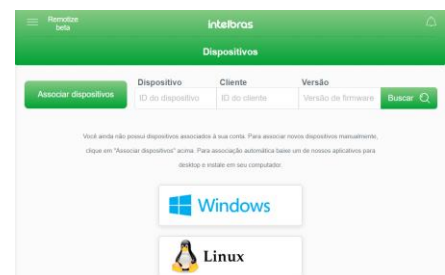 Remotize
beta
intelbras
Dispositivos
Associar dispositivos
Dispositivo
ID do dispositivo
Cliente
ID do cliente
Versão
Versão de firmware
Buscar
Você ainda não possui dispositivos associados à sua conta. Para associar novos dispositivos manualmente,
clique em "Associar dispositivos" acima. Para associação automática baixe um de nossos aplicativos para
desktop e instale em seu computador.
Windows
Linux